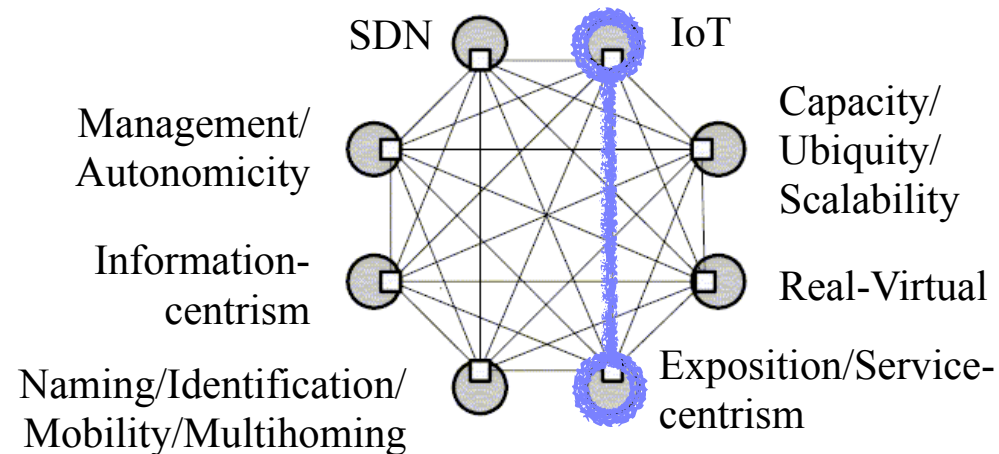 SDN
IoT
Management/
Autonomicity
Capacity/
Ubiquity/
Scalability
Information-
centrism
Real-Virtual
Naming/Identification/
Mobility/Multihoming
Exposition/Service-
centrism